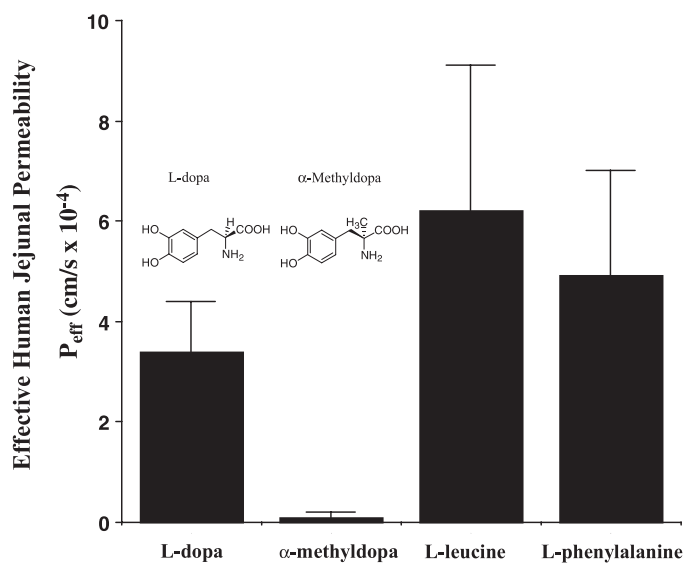 Effective Human Jejunal Permeability
P_eff (cm/s x 10^-4)
10
8
6
4
2
0
L-dopa
α-Methyldopa
HO
HO
H
COOH
NH₂
HO
HO
H₃C
COOH
NH₂
L-dopa
α-methyldopa
L-leucine
L-phenylalanine